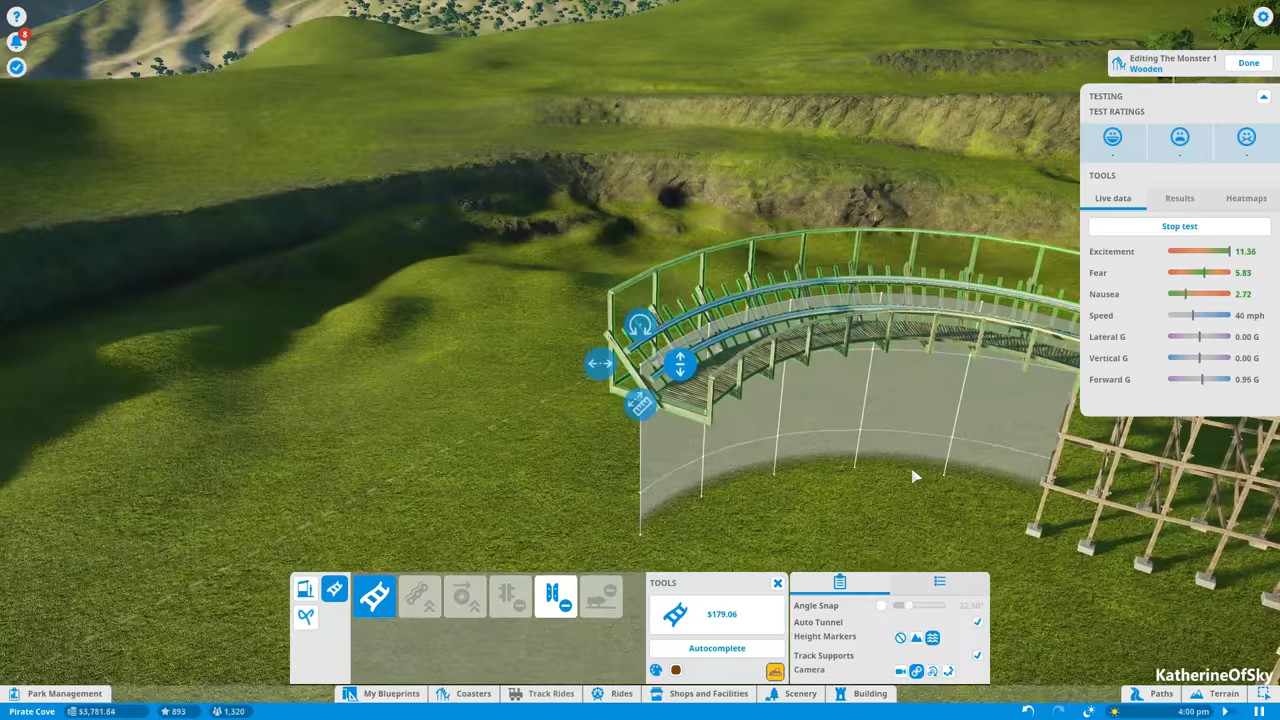 ?
8
Editing The Monster 1
Wooden
Done
TESTING
TEST RATINGS
-
-
-
TOOLS
Live data
Results
Heatmaps
Stop test
Excitement
11.36
Fear
5.83
Nausea
2.72
Speed
40 mph
Lateral G
0.00 G
Vertical G
0.00 G
Forward G
0.95 G
TOOLS
$179.06
Autocomplete
Angle Snap
22.50°
Auto Tunnel
Height Markers
Track Supports
Camera
KatherineOfSky
Park Management
My Blueprints
Coasters
Track Rides
Rides
Shops and Facilities
Scenery
Building
Paths
Terrain
Pirate Cove
$3,781.84
893
1,320
4:00 pm